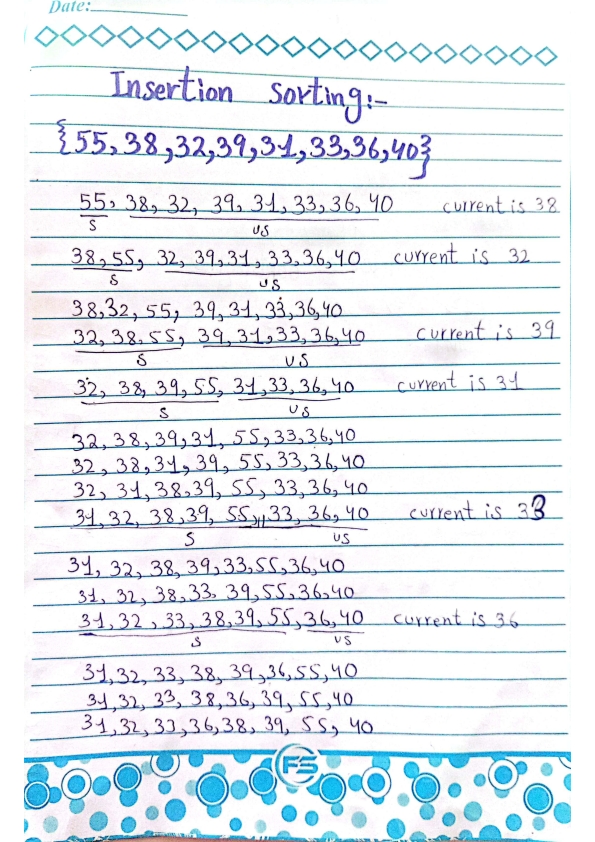 Date:
Insertion Sorting:-
{55,38,32,39,31,33,36,40}
55, 38, 32, 39, 31, 33, 36, 40 current is 38
S US
38,55, 32, 39,31, 33,36,40 current is 32
S US
38,32, 55, 39,31,33,36,40
32,38,55, 39,31,33,36,40 current is 39
S US
32, 38, 39, 55, 31,33,36,40 current is 31
S US
32, 38, 39, 31, 55, 33, 36, 40
32, 38, 31, 39, 55, 33, 36, 40
32, 31, 38, 39, 55, 33, 36, 40
31, 32, 38, 39, 55, 33, 36, 40 current is 33
S US
31, 32, 38, 39, 33, 55, 36, 40
31, 32, 38, 33, 39, 55, 36, 40
31, 32, 33, 38, 39, 55, 36, 40 current is 36
S US
31, 32, 33, 38, 39, 36, 55, 40
31, 32, 33, 38, 36, 39, 55, 40
31, 32, 33, 36, 38, 39, 55, 40
FS